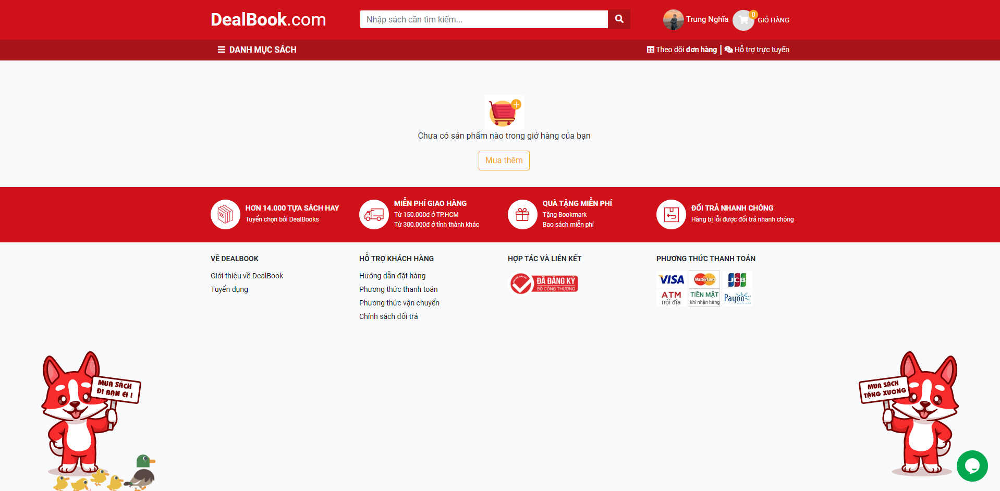 DealBook.com
Nhập sách cần tìm kiếm...
Trung Nghĩa
0
GIỎ HÀNG
DANH MỤC SÁCH
Theo dõi đơn hàng | Hỗ trợ trực tuyến
Chưa có sản phẩm nào trong giở hàng của bạn
Mua thêm
HƠN 14.000 TỰA SÁCH HAY
Tuyển chọn bởi DealBooks
MIỄN PHÍ GIAO HÀNG
Từ 150.000đ ở TP.HCM
Từ 300.000đ ở tỉnh thành khác
QUÀ TẶNG MIỄN PHÍ
Tặng Bookmark
Bao sách miễn phí
ĐỔI TRẢ NHANH CHÓNG
Hàng bị lỗi được đổi trả nhanh chóng
VỀ DEALBOOK
Giới thiệu về DealBook
Tuyển dụng
HỖ TRỢ KHÁCH HÀNG
Hướng dẫn đặt hàng
Phương thức thanh toán
Phương thức vận chuyển
Chính sách đổi trả
HỢP TÁC VÀ LIÊN KẾT
ĐÃ ĐĂNG KÝ
BỘ CÔNG THƯƠNG
PHƯƠNG THỨC THANH TOÁN
VISA
MasterCard
JCB
ATM
nội địa
TIỀN MẶT
khi nhận hàng
Payoo
MUA SÁCH
ĐI BẠN ÊI !
MUA SÁCH
TẶNG XƯƠNG